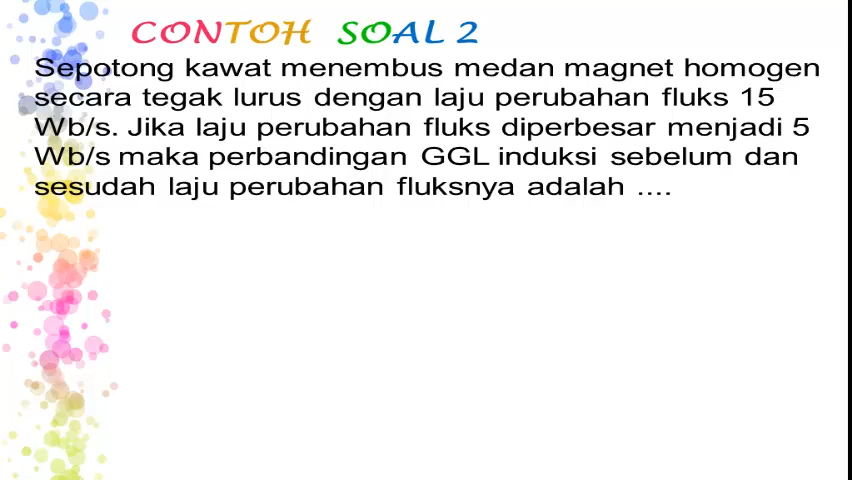 CONTOH SOAL 2
Sepotong kawat menembus medan magnet homogen
secara tegak lurus dengan laju perubahan fluks 15
Wb/s. Jika laju perubahan fluks diperbesar menjadi 5
Wb/s maka perbandingan GGL induksi sebelum dan
sesudah laju perubahan fluksnya adalah ....